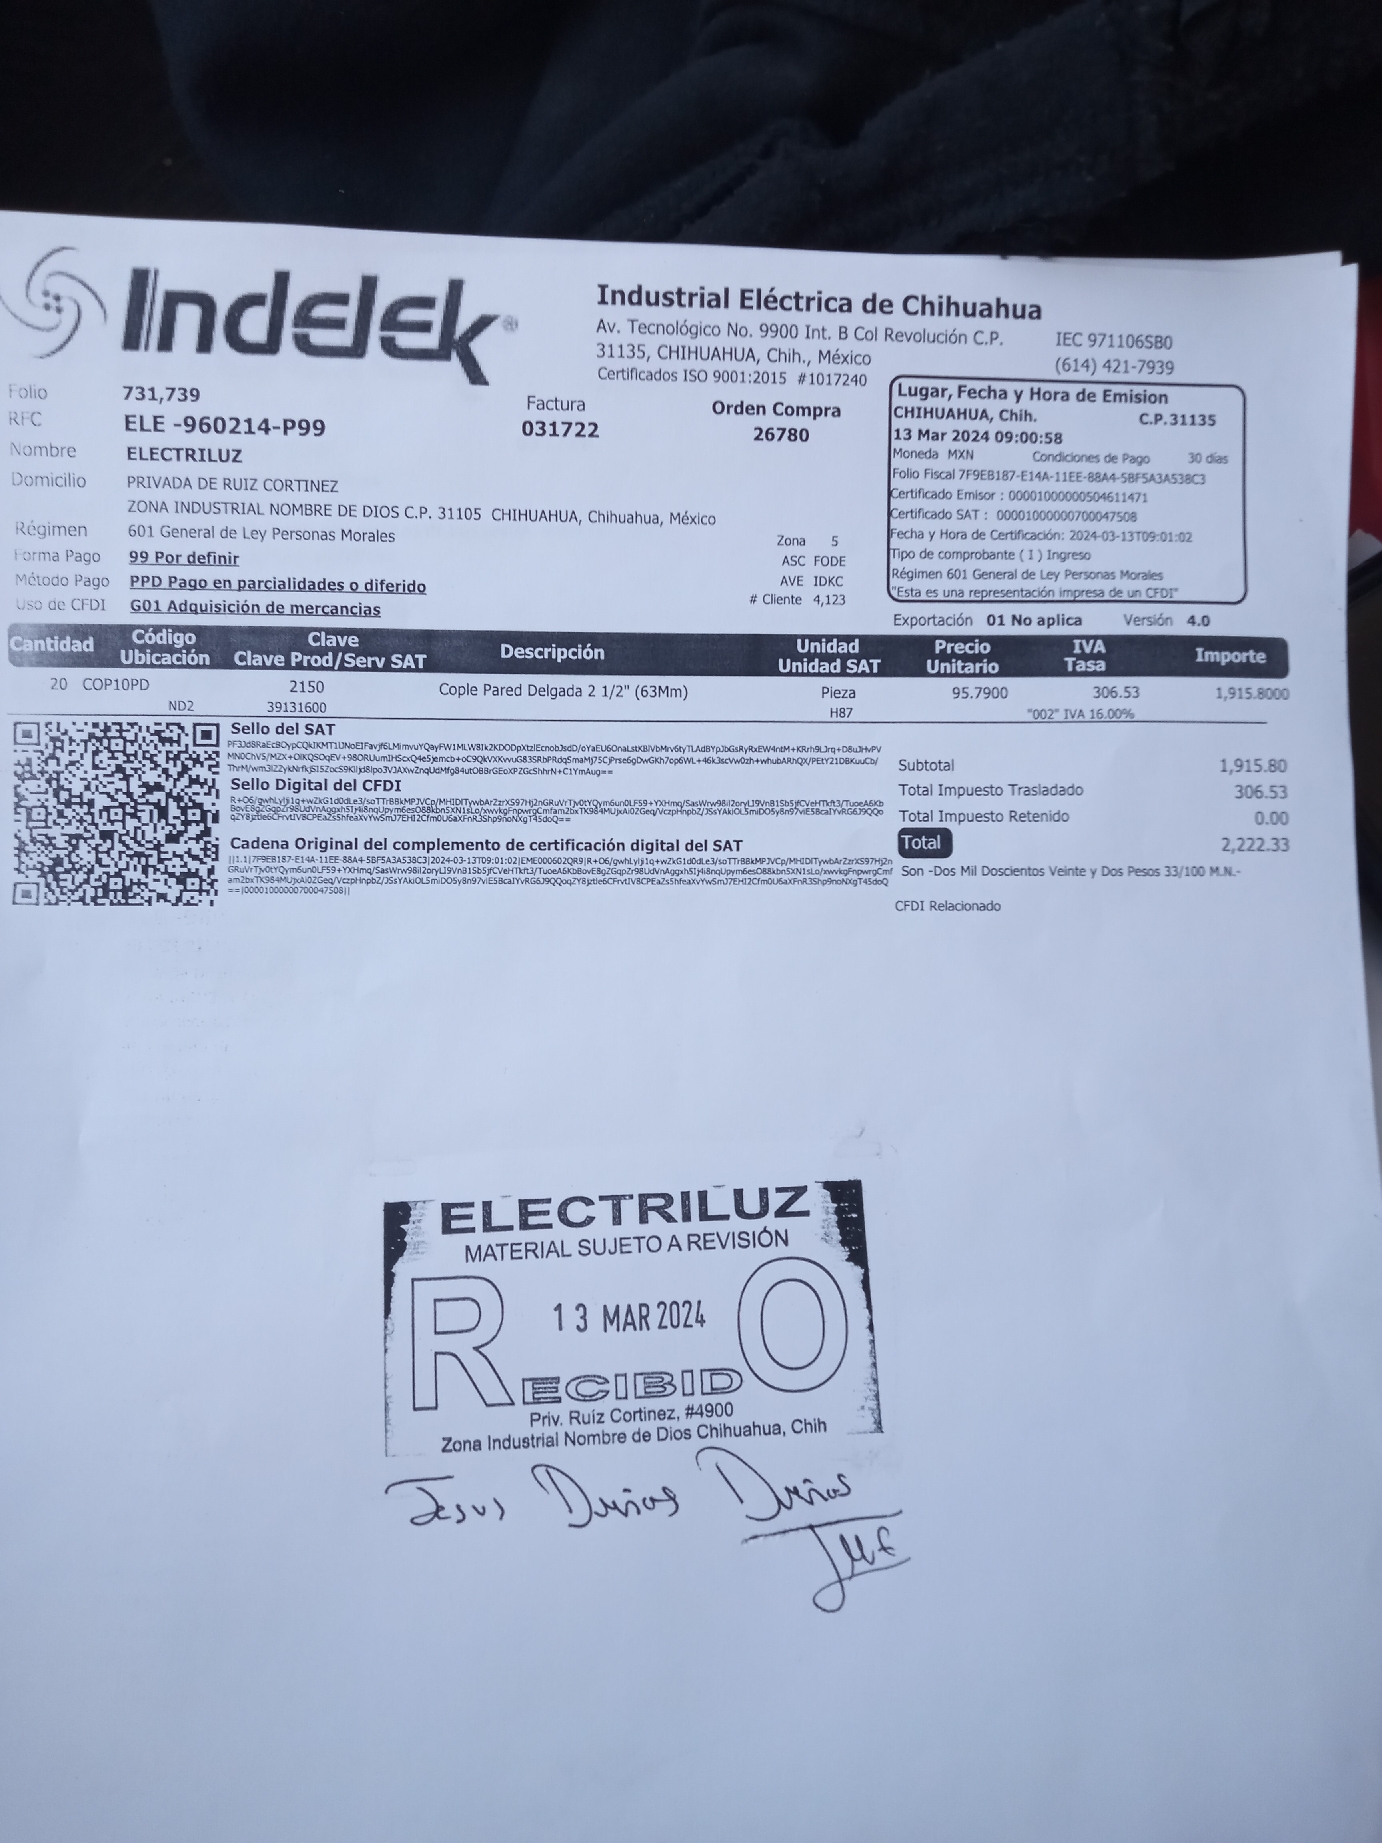 Indelek®
Industrial Eléctrica de Chihuahua
Av. Tecnológico No. 9900 Int. B Col Revolución C.P.
31135, CHIHUAHUA, Chih., México
Certificados ISO 9001:2015 #1017240
IEC 971106SB0
(614) 421-7939
Folio 731,739
RFC ELE -960214-P99
Factura
031722
Orden Compra
26780
Nombre ELECTRILUZ
Domicilio PRIVADA DE RUIZ CORTINEZ
ZONA INDUSTRIAL NOMBRE DE DIOS C.P. 31105 CHIHUAHUA, Chihuahua, México
Régimen 601 General de Ley Personas Morales
Forma Pago 99 Por definir
Método Pago PPD Pago en parcialidades o diferido
Uso de CFDI G01 Adquisición de mercancias
Zona 5
ASC FODE
AVE IDKC
# Cliente 4,123
Lugar, Fecha y Hora de Emision
CHIHUAHUA, Chih. C.P.31135
13 Mar 2024 09:00:58
Moneda MXN Condiciones de Pago 30 días
Folio Fiscal 7F9EB187-E14A-11EE-88A4-5BF5A3A538C3
Certificado Emisor : 00001000000504611471
Certificado SAT : 00001000000700047508
Fecha y Hora de Certificación: 2024-03-13T09:01:02
Tipo de comprobante ( I ) Ingreso
Régimen 601 General de Ley Personas Morales
"Esta es una representación impresa de un CFDI"
Exportación 01 No aplica Versión 4.0
Cantidad Código Ubicación Clave Clave Prod/Serv SAT Descripción Unidad Unidad SAT Precio Unitario IVA Tasa Importe
20 COP10PD 2150 Cople Pared Delgada 2 1/2" (63Mm) Pieza 95.7900 306.53 1,915.8000
ND2 39131600 H87 "002" IVA 16.00%
Sello del SAT
Sello Digital del CFDI
Cadena Original del complemento de certificación digital del SAT
Subtotal 1,915.80
Total Impuesto Trasladado 306.53
Total Impuesto Retenido 0.00
Total 2,222.33
Son -Dos Mil Doscientos Veinte y Dos Pesos 33/100 M.N.-
CFDI Relacionado
ELECTRILUZ
MATERIAL SUJETO A REVISIÓN
13 MAR 2024
RECIBIDO
Priv. Ruíz Cortinez, #4900
Zona Industrial Nombre de Dios Chihuahua, Chih
Jesus